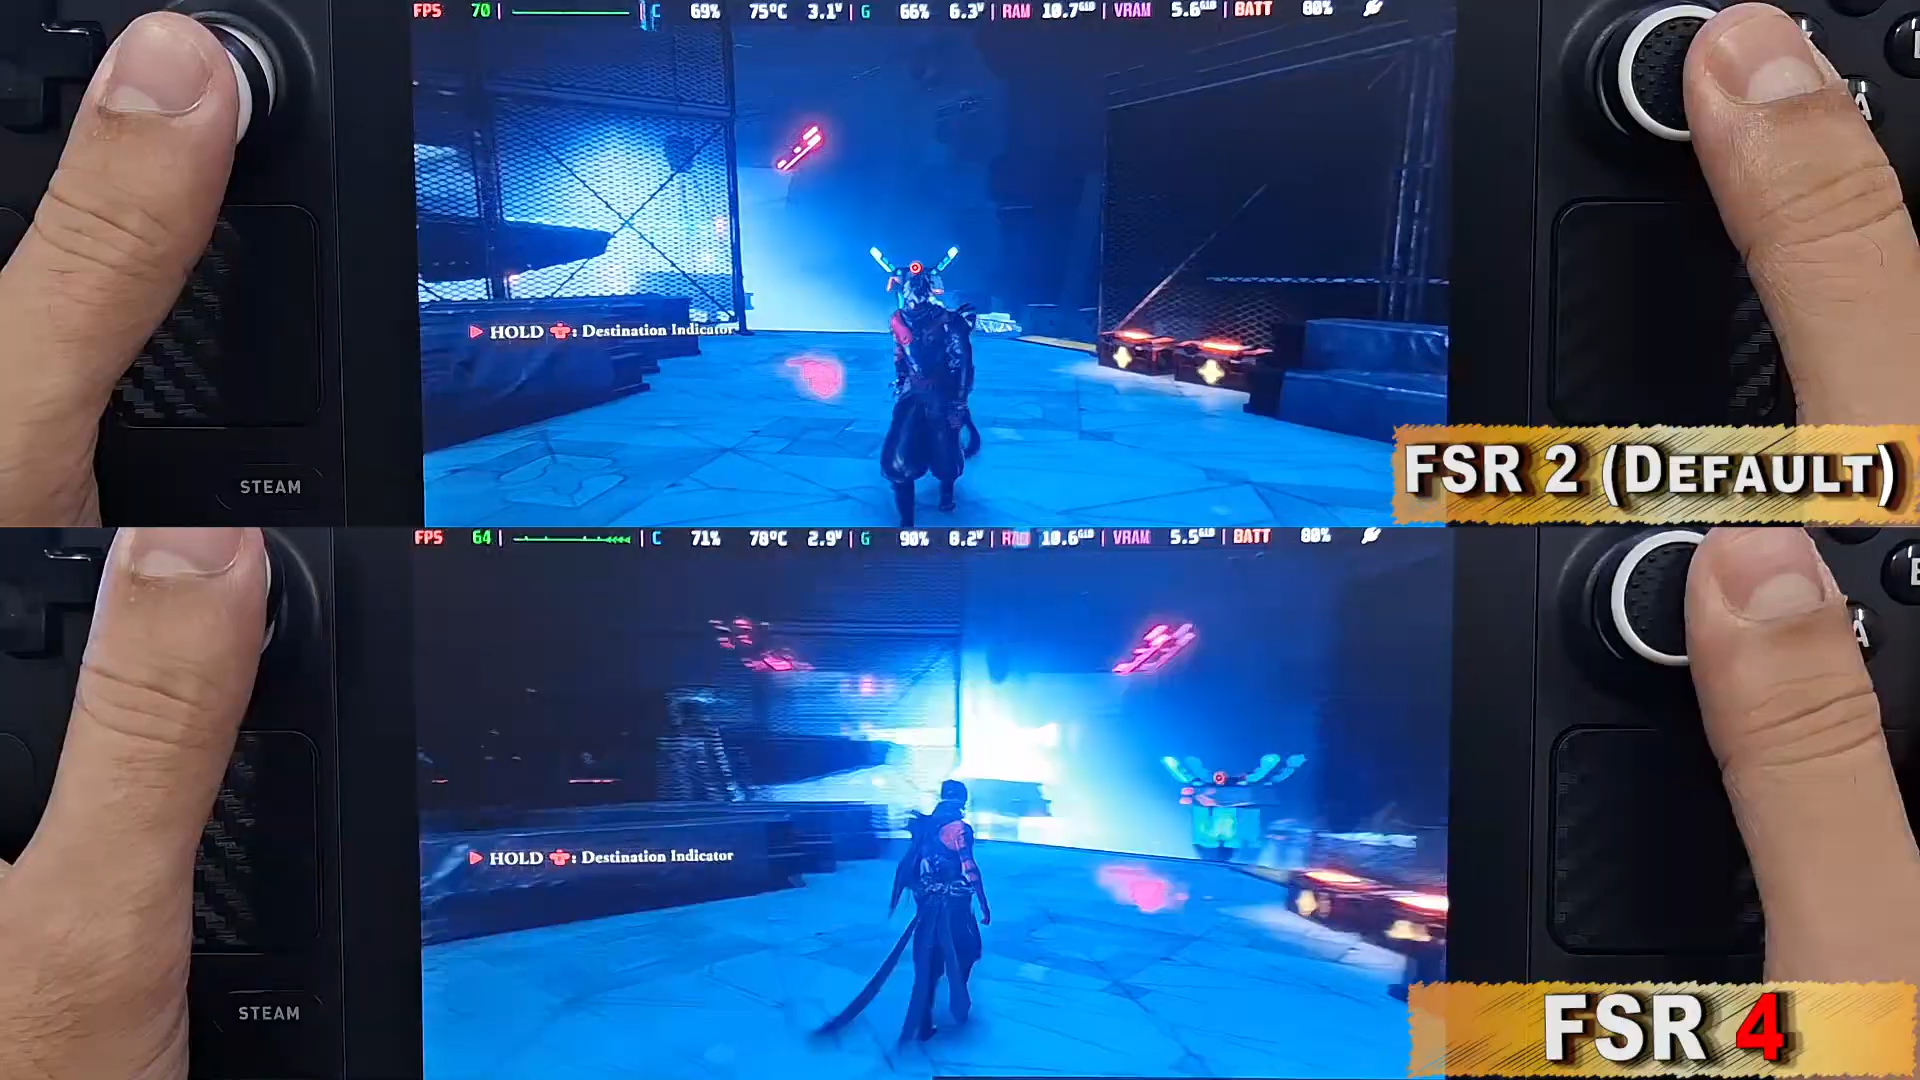 FPS 70 | | C 69% 75°C 3.1W | G 66% 6.3W | RAM 10.7GiB | VRAM 5.6GiB | BATT 80%
A
HOLD : Destination Indicator
STEAM
FSR 2 (DEFAULT)
FPS 64 | | C 71% 78°C 2.9W | G 90% 8.2W | RAM 10.6GiB | VRAM 5.5GiB | BATT 80%
A
HOLD : Destination Indicator
STEAM
FSR 4